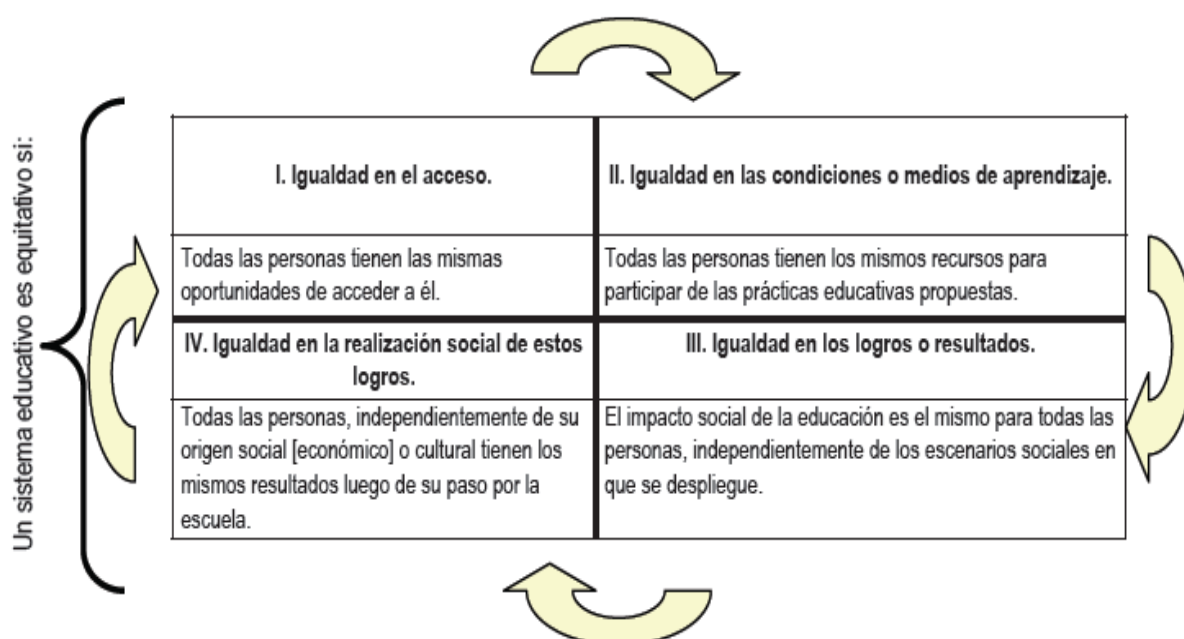 Un sistema educativo es equitativo si:
I. Igualdad en el acceso.
II. Igualdad en las condiciones o medios de aprendizaje.
Todas las personas tienen las mismas
oportunidades de acceder a él.
Todas las personas tienen los mismos recursos para
participar de las prácticas educativas propuestas.
IV. Igualdad en la realización social de estos
logros.
III. Igualdad en los logros o resultados.
Todas las personas, independientemente de su
origen social [económico] o cultural tienen los
mismos resultados luego de su paso por la
escuela.
El impacto social de la educación es el mismo para todas las
personas, independientemente de los escenarios sociales en
que se despliegue.